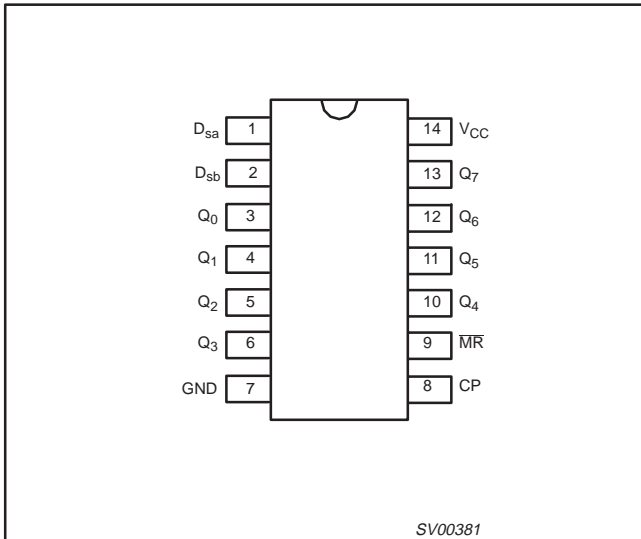 Dsa 1 14 VCC
Dsb 2 13 Q7
Q0 3 12 Q6
Q1 4 11 Q5
Q2 5 10 Q4
Q3 6 9 M̅R̅
GND 7 8 CP
SV00381